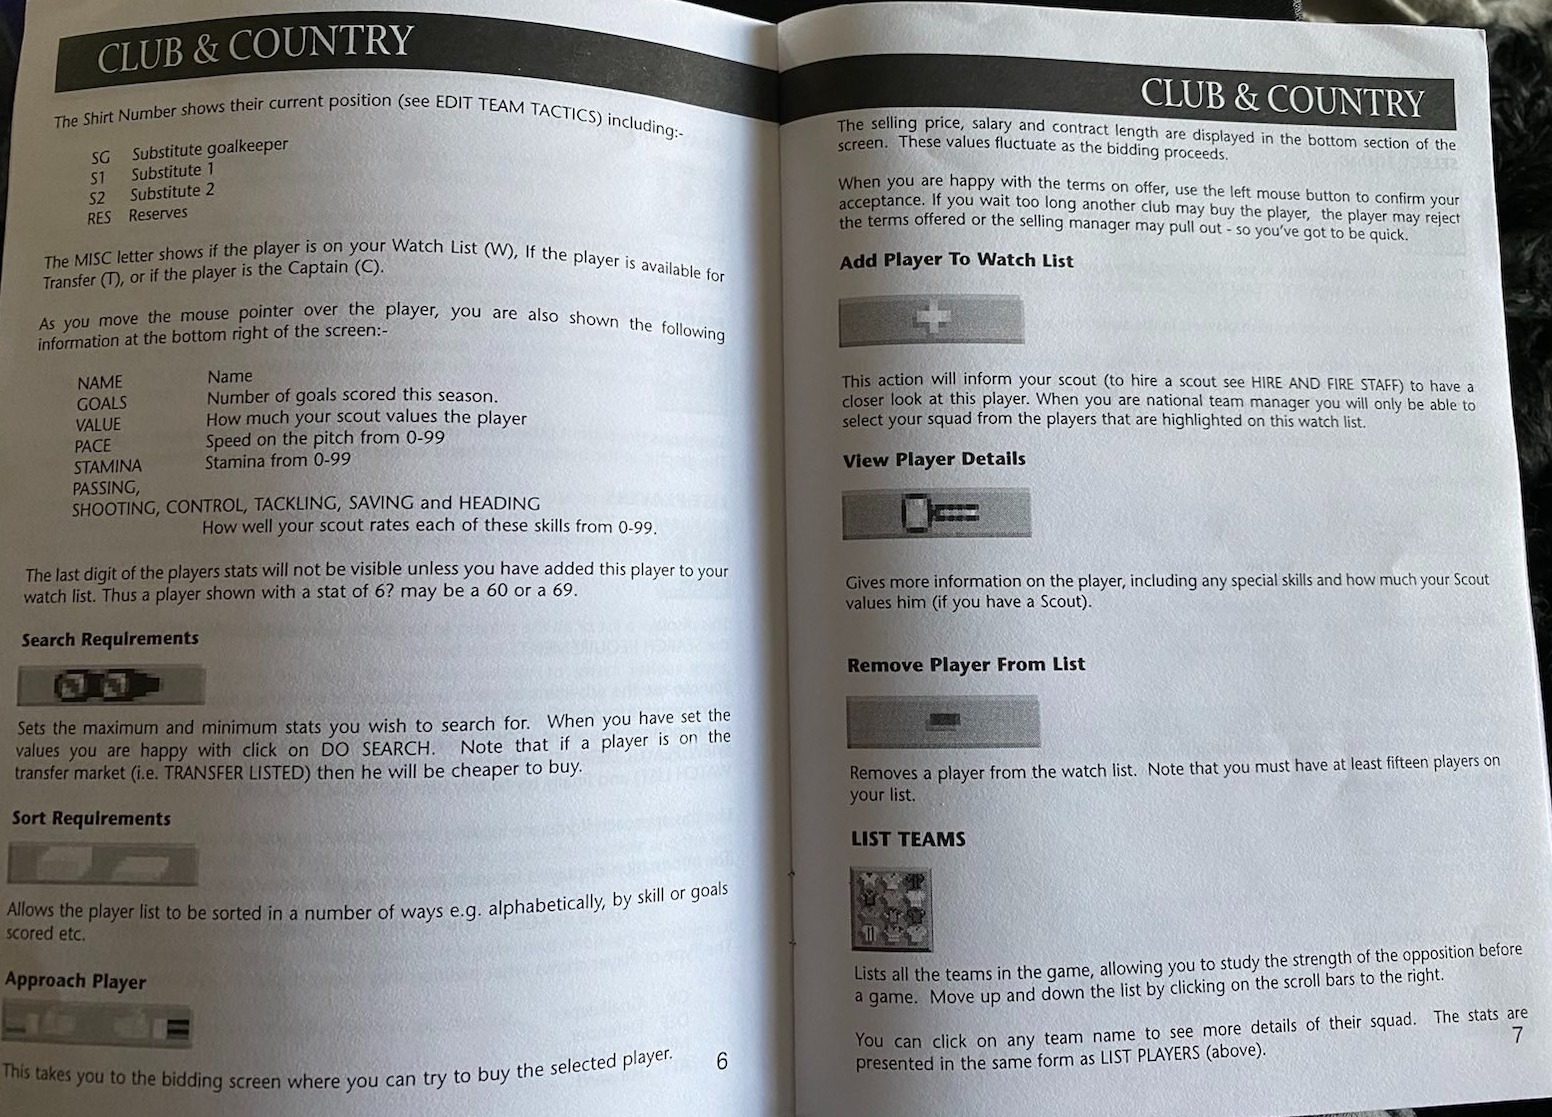 CLUB & COUNTRY
The Shirt Number shows their current position (see EDIT TEAM TACTICS) including:-
SG Substitute goalkeeper
S1 Substitute 1
S2 Substitute 2
RES Reserves
The MISC letter shows if the player is on your Watch List (W), If the player is available for
Transfer (T), or if the player is the Captain (C).
As you move the mouse pointer over the player, you are also shown the following
information at the bottom right of the screen:-
NAME Name
GOALS Number of goals scored this season.
VALUE How much your scout values the player
PACE Speed on the pitch from 0-99
STAMINA Stamina from 0-99
PASSING,
SHOOTING, CONTROL, TACKLING, SAVING and HEADING
How well your scout rates each of these skills from 0-99.
The last digit of the players stats will not be visible unless you have added this player to your
watch list. Thus a player shown with a stat of 6? may be a 60 or a 69.
Search Requirements
Sets the maximum and minimum stats you wish to search for. When you have set the
values you are happy with click on DO SEARCH. Note that if a player is on the
transfer market (i.e. TRANSFER LISTED) then he will be cheaper to buy.
Sort Requirements
Allows the player list to be sorted in a number of ways e.g. alphabetically, by skill or goals
scored etc.
Approach Player
This takes you to the bidding screen where you can try to buy the selected player.
6
CLUB & COUNTRY
The selling price, salary and contract length are displayed in the bottom section of the
screen. These values fluctuate as the bidding proceeds.
When you are happy with the terms on offer, use the left mouse button to confirm your
acceptance. If you wait too long another club may buy the player, the player may reject
the terms offered or the selling manager may pull out - so you've got to be quick.
Add Player To Watch List
This action will inform your scout (to hire a scout see HIRE AND FIRE STAFF) to have a
closer look at this player. When you are national team manager you will only be able to
select your squad from the players that are highlighted on this watch list.
View Player Details
Gives more information on the player, including any special skills and how much your Scout
values him (if you have a Scout).
Remove Player From List
Removes a player from the watch list. Note that you must have at least fifteen players on
your list.
LIST TEAMS
Lists all the teams in the game, allowing you to study the strength of the opposition before
a game. Move up and down the list by clicking on the scroll bars to the right.
You can click on any team name to see more details of their squad. The stats are
presented in the same form as LIST PLAYERS (above).
7